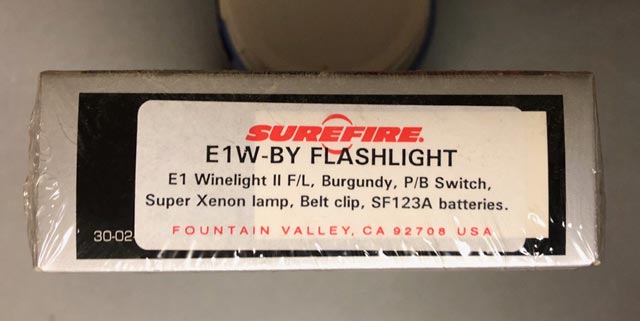 SUREFIRE.
E1W-BY FLASHLIGHT
E1 Winelight II F/L, Burgundy, P/B Switch,
Super Xenon lamp, Belt clip, SF123A batteries.
30-02
FOUNTAIN VALLEY, CA 92708 USA